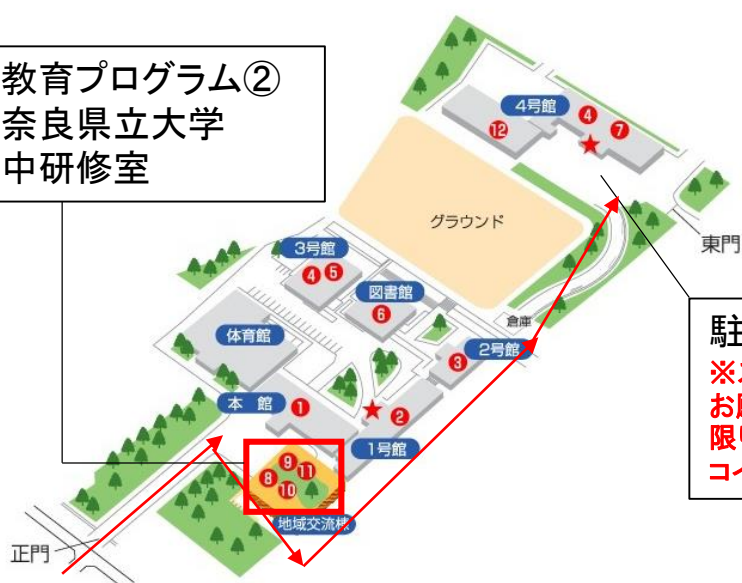 教育プログラム②
奈良県立大学
中研修室
4号館
④
⑦
⑫
グラウンド
東門
3号館
④ ⑤
図書館
⑥
倉庫
体育館
③ 2号館
本 館
①
②
1号館
⑨
⑧ ⑪
⑩
地域交流棟
正門
駐
※
お
限り
コイ